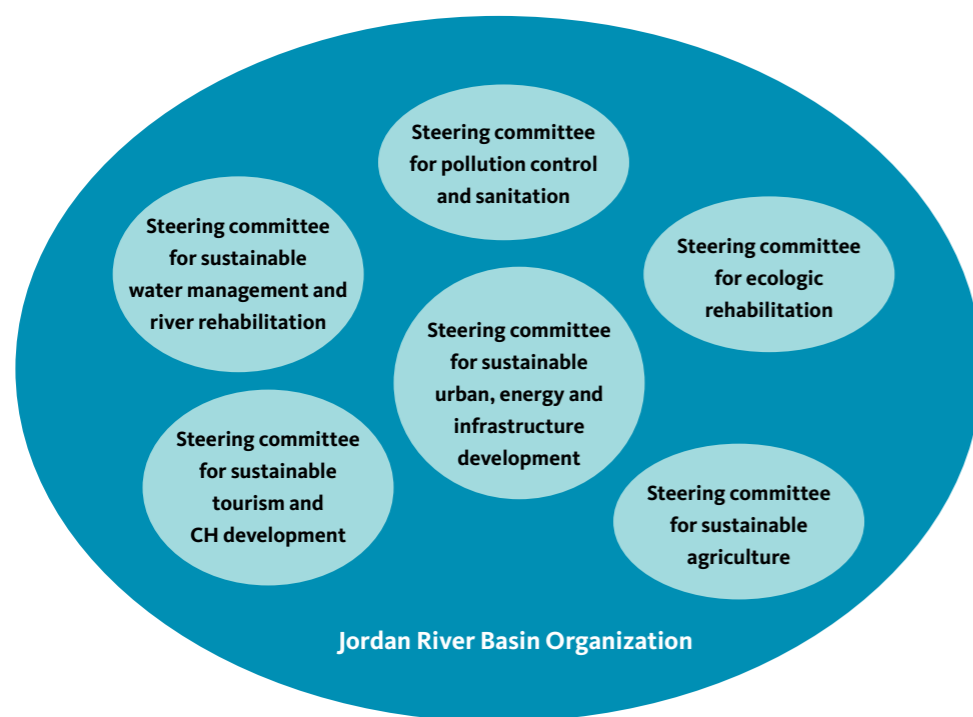 Steering committee
for pollution control
and sanitation
Steering committee
for sustainable
water management and
river rehabilitation
Steering committee
for ecologic
rehabilitation
Steering committee
for sustainable
urban, energy and
infrastructure
development
Steering committee
for sustainable
tourism and
CH development
Steering committee
for sustainable
agriculture
Jordan River Basin Organization